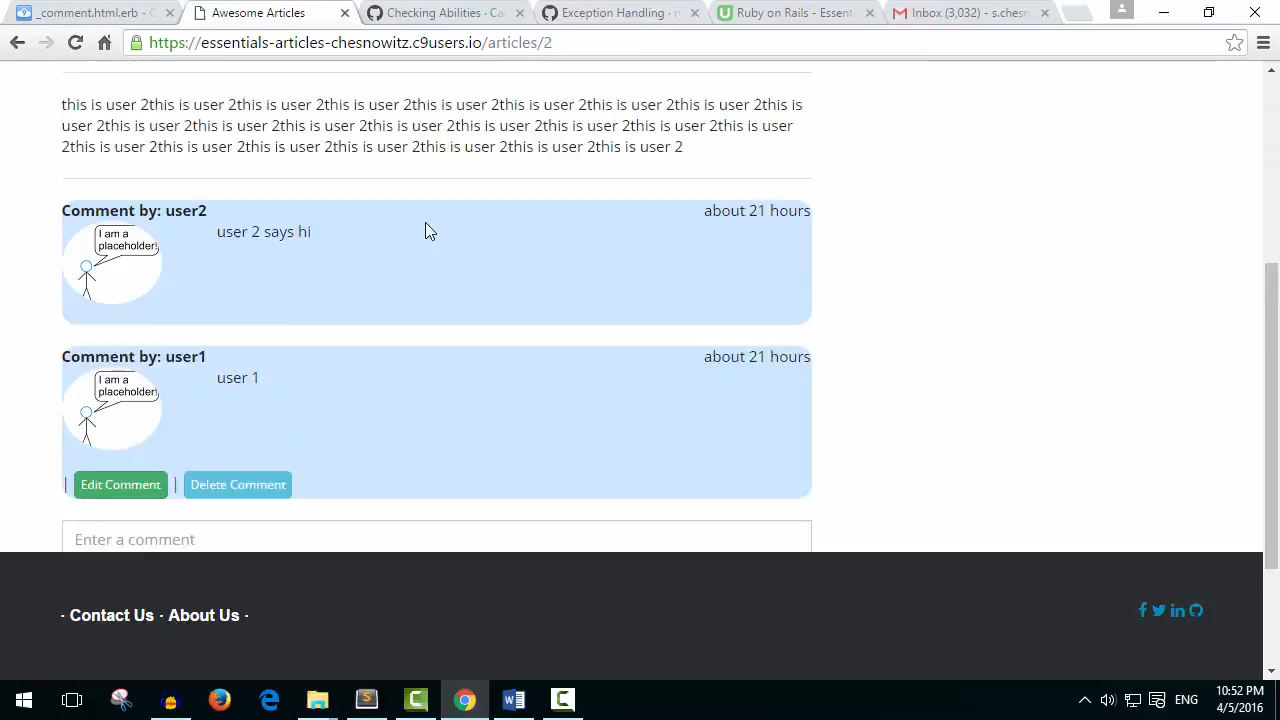 _comment.html.erb - C
Awesome Articles
Checking Abilities · Ca
Exception Handling · r
Ruby on Rails - Essent
Inbox (3,032) - s.chesn
https://essentials-articles-chesnowitz.c9users.io/articles/2
this is user 2this is user 2this is user 2this is user 2this is user 2this is user 2this is user 2this is user 2this is
user 2this is user 2this is user 2this is user 2this is user 2this is user 2this is user 2this is user 2this is user
2this is user 2this is user 2this is user 2this is user 2this is user 2this is user 2this is user 2
Comment by: user2
about 21 hours
I am a
placeholder!
user 2 says hi
Comment by: user1
about 21 hours
I am a
placeholder!
user 1
| Edit Comment | Delete Comment
Enter a comment
· Contact Us · About Us ·
ENG
10:52 PM
4/5/2016